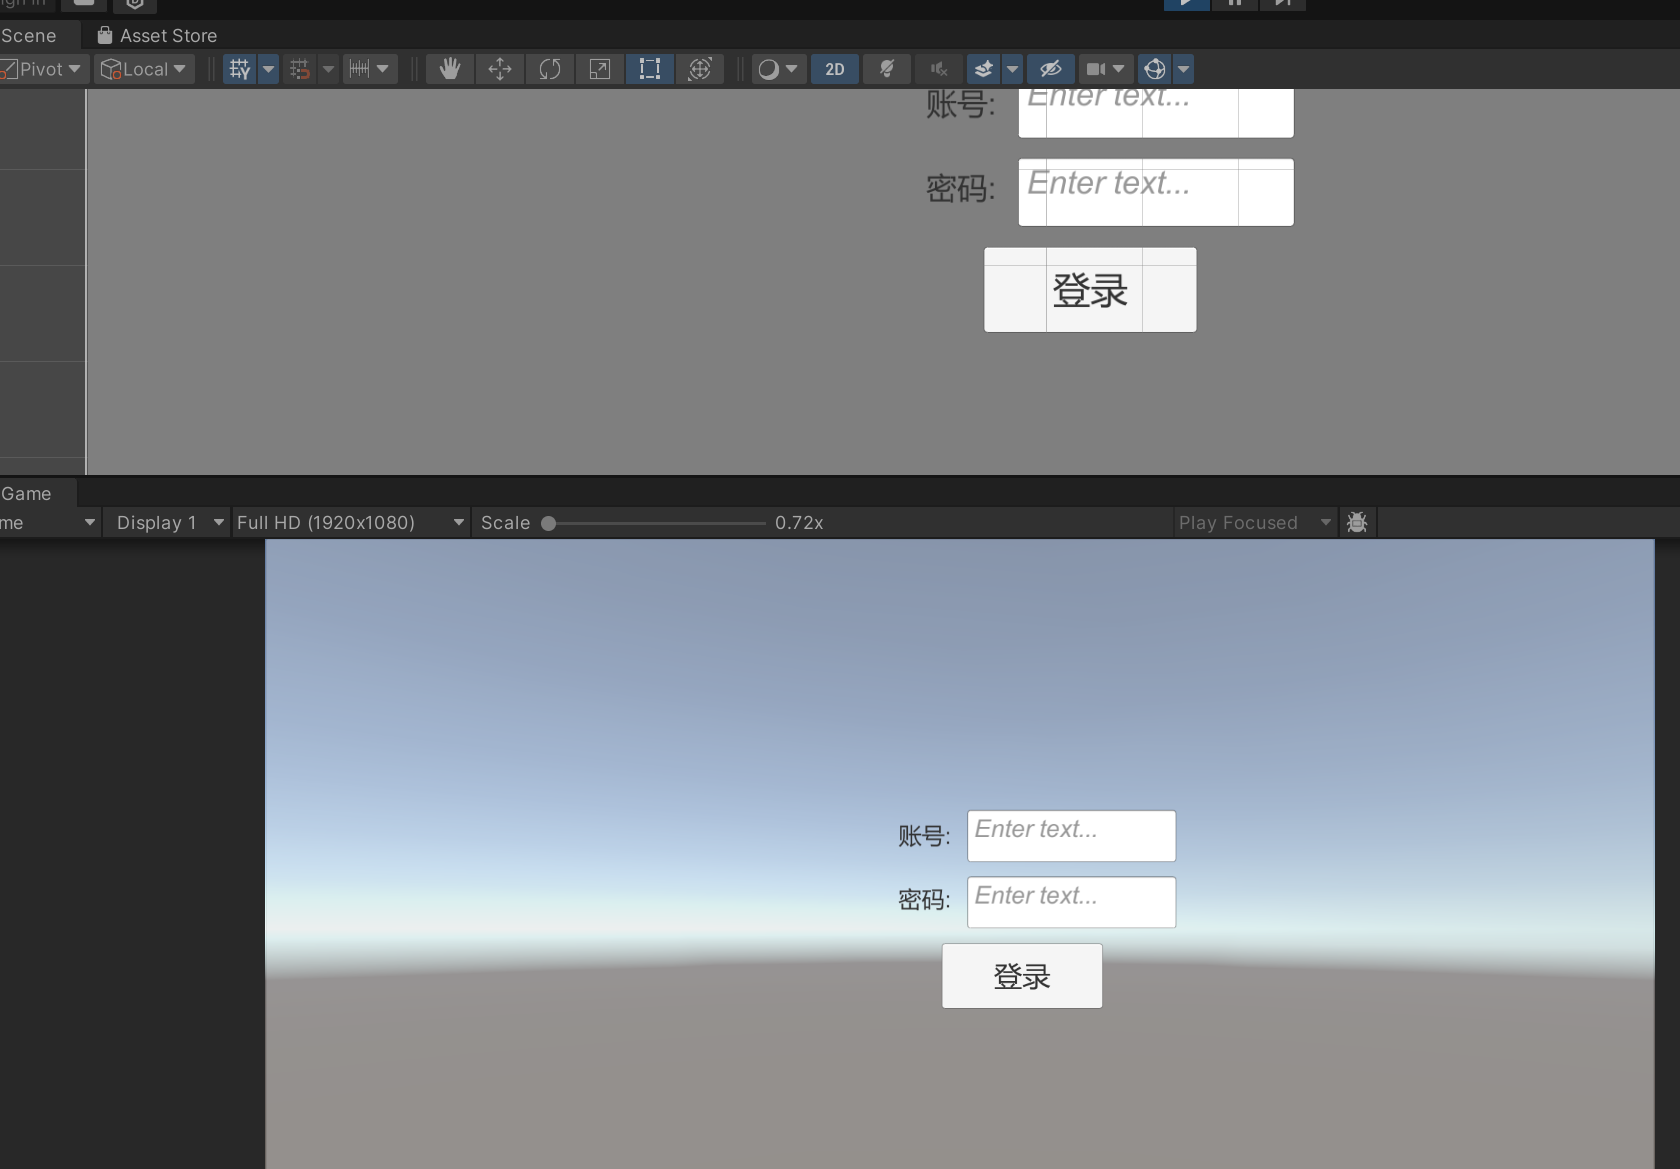 Scene Asset Store
Pivot Local 2D
账号: Enter text...
密码: Enter text...
登录
Game
Display 1 Full HD (1920x1080) Scale 0.72x Play Focused
账号: Enter text...
密码: Enter text...
登录